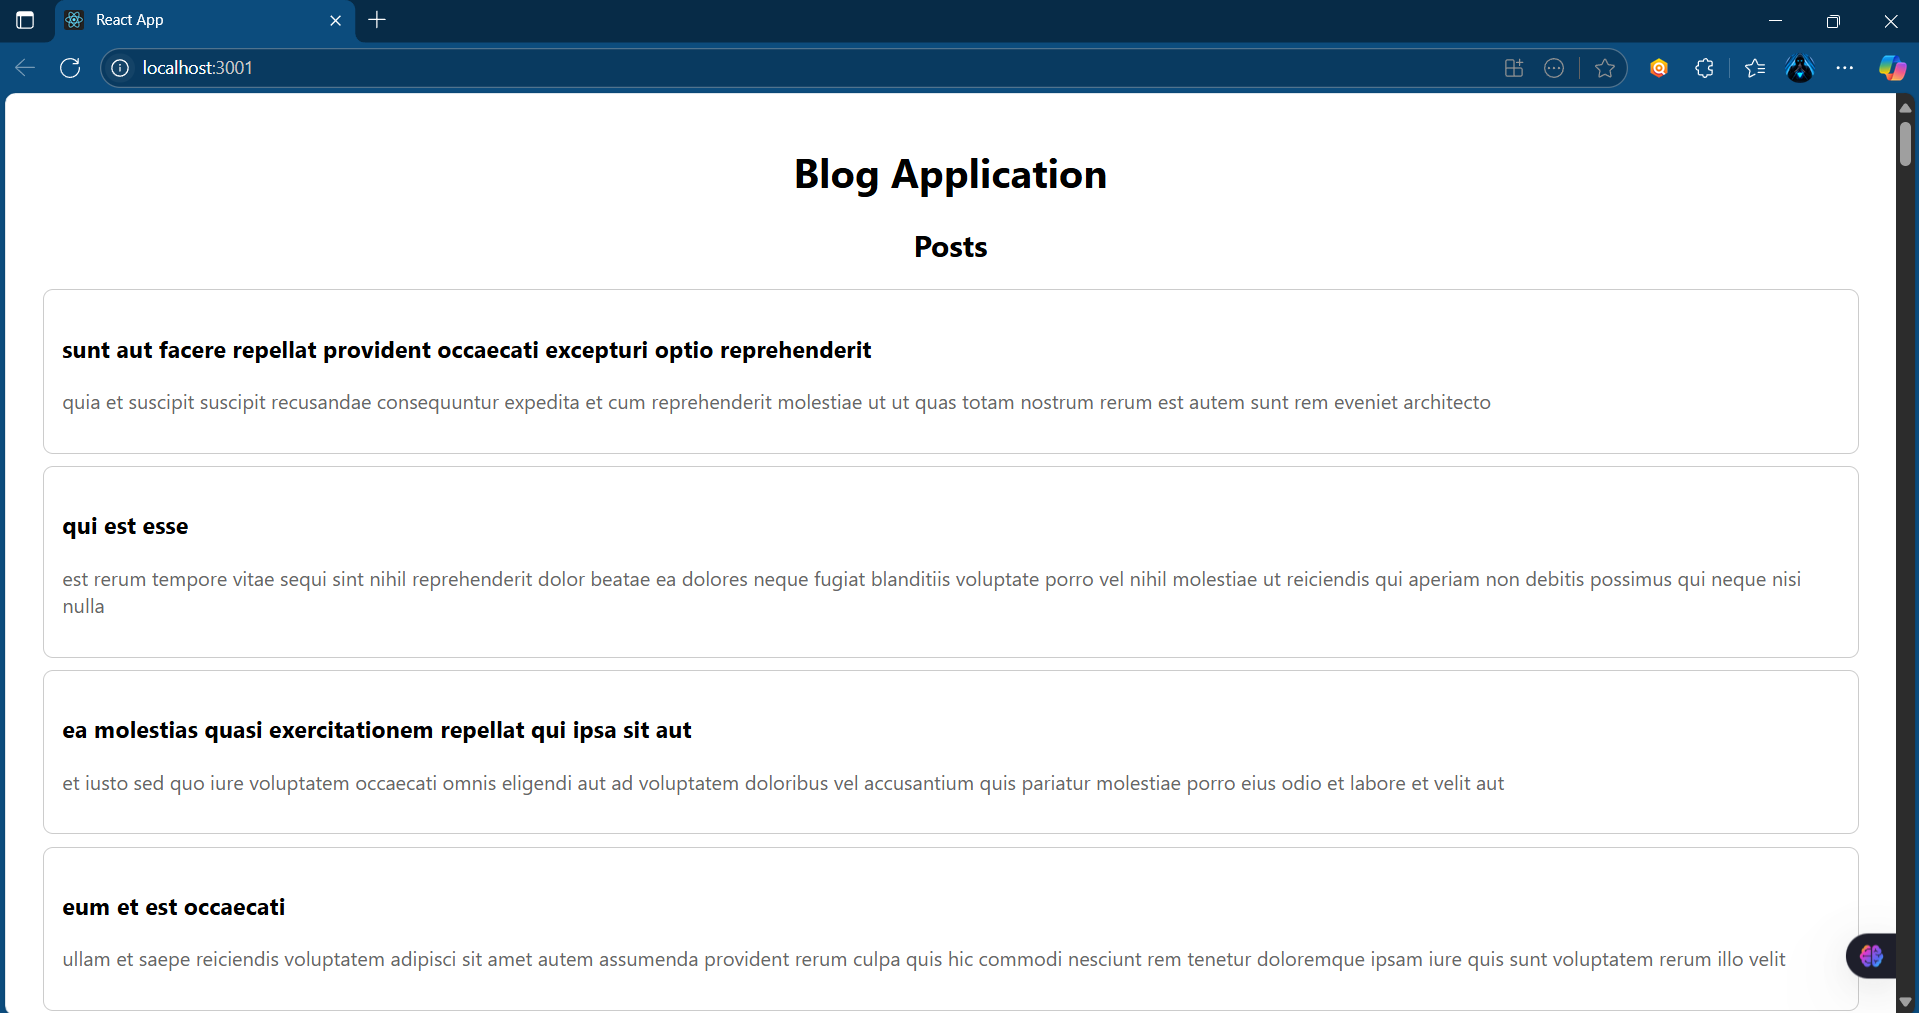 React App
localhost:3001
Blog Application
Posts
sunt aut facere repellat provident occaecati excepturi optio reprehenderit
quia et suscipit suscipit recusandae consequuntur expedita et cum reprehenderit molestiae ut ut quas totam nostrum rerum est autem sunt rem eveniet architecto
qui est esse
est rerum tempore vitae sequi sint nihil reprehenderit dolor beatae ea dolores neque fugiat blanditiis voluptate porro vel nihil molestiae ut reiciendis qui aperiam non debitis possimus qui neque nisi
nulla
ea molestias quasi exercitationem repellat qui ipsa sit aut
et iusto sed quo iure voluptatem occaecati omnis eligendi aut ad voluptatem doloribus vel accusantium quis pariatur molestiae porro eius odio et labore et velit aut
eum et est occaecati
ullam et saepe reiciendis voluptatem adipisci sit amet autem assumenda provident rerum culpa quis hic commodi nesciunt rem tenetur doloremque ipsam iure quis sunt voluptatem rerum illo velit